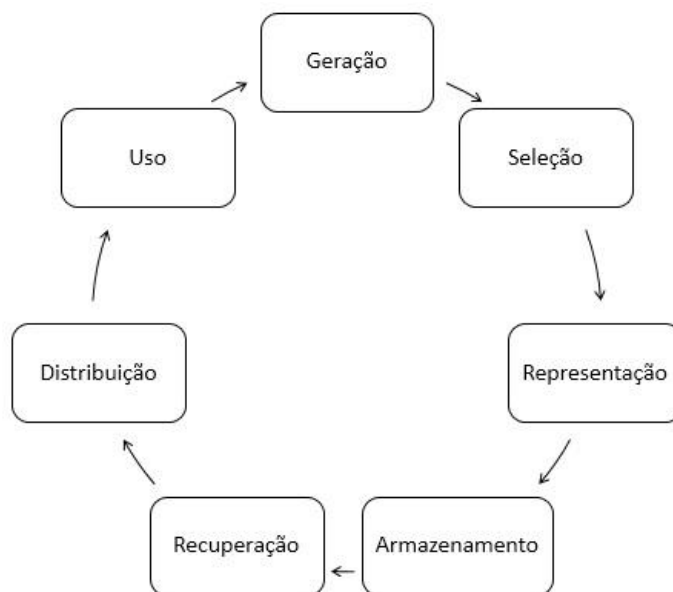 Geração
Seleção
Representação
Armazenamento
Recuperação
Distribuição
Uso